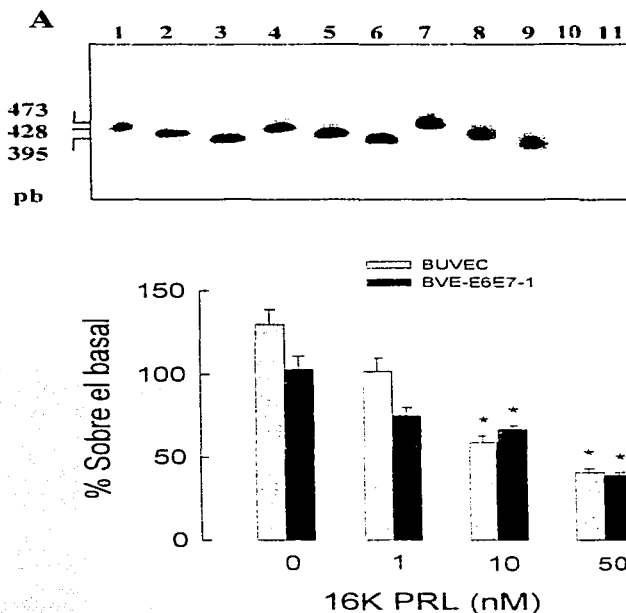 A
1 2 3 4 5 6 7 8 9 10 11
473
428
395
pb
BUVEC
BVE-E6E7-1
150
100
50
0
% Sobre el basal
* *
* *
0 1 10 50
16K PRL (nM)